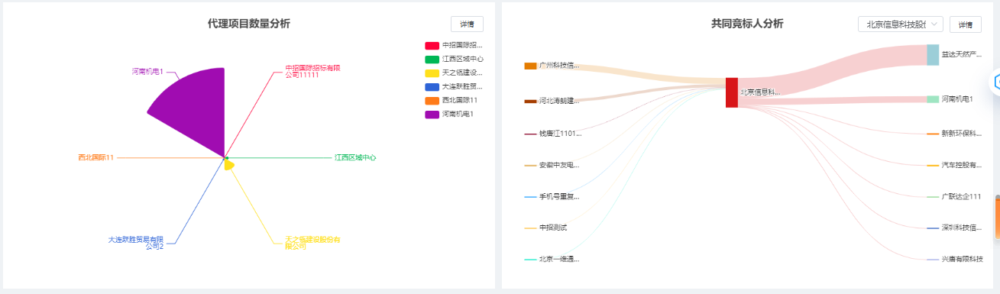 代理项目数量分析
详情
中招国际招...
江西区域中心
天之瓴建设...
大连跃胜贸...
西北国际11
河南机电1
河南机电1
中招国际招标有限
公司11111
西北国际11
江西区域中心
大连跃胜贸易有限
公司2
天之瓴建设股份有
限公司
共同竞标人分析
北京信息科技股份
详情
广州科技信...
河北涛朗建...
钱唐江1101...
安徽中友电...
手机号重复...
中招测试
北京一维通...
北京信息科...
益达天然产...
河南机电1
新新环保科...
汽车控股有...
广联达企111
深圳科技信...
兴唐有限科技